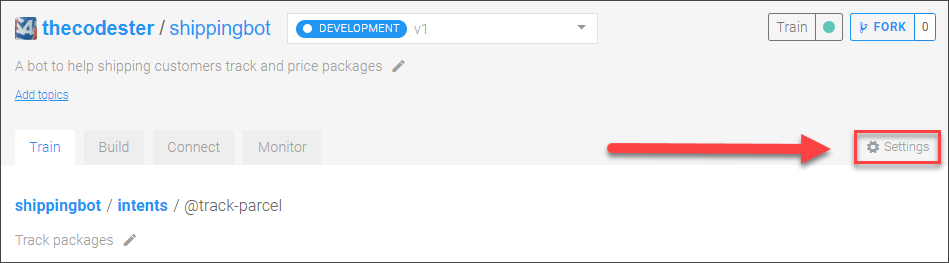 thecodester / shippingbot DEVELOPMENT v1 Train FORK 0
A bot to help shipping customers track and price packages
Add topics
Train Build Connect Monitor Settings
shippingbot / intents / @track-parcel
Track packages